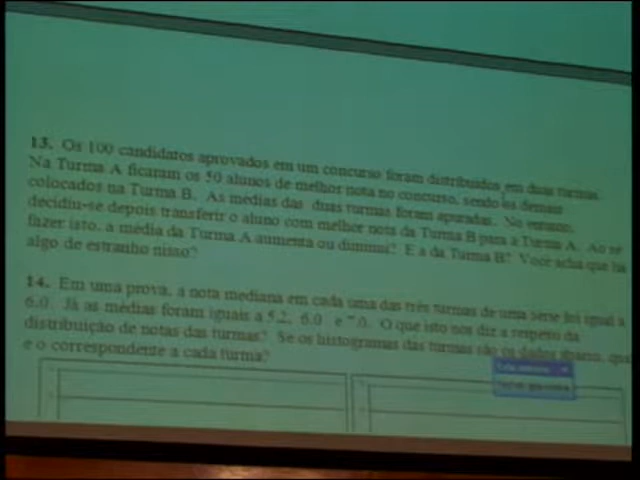 13. Os 100 candidatos aprovados em um concurso foram distribuídos em duas turmas.
Na Turma A ficaram os 50 alunos de melhor nota no concurso, sendo os demais
colocados na Turma B. As médias das duas turmas foram apuradas. No entanto,
decidiu-se depois transferir o aluno com melhor nota da Turma B para a Turma A. Ao se
fazer isto, a média da Turma A aumenta ou diminui? E a da Turma B? Você acha que há
algo de estranho nisso?
14. Em uma prova, a nota mediana em cada uma das três turmas de uma série foi igual a
6.0. Já as médias foram iguais a 5.2, 6.0 e 7.0. O que isto nos diz a respeito da
distribuição de notas das turmas? Se os histogramas das turmas são os dados abaixo, qua
e o correspondente a cada turma?